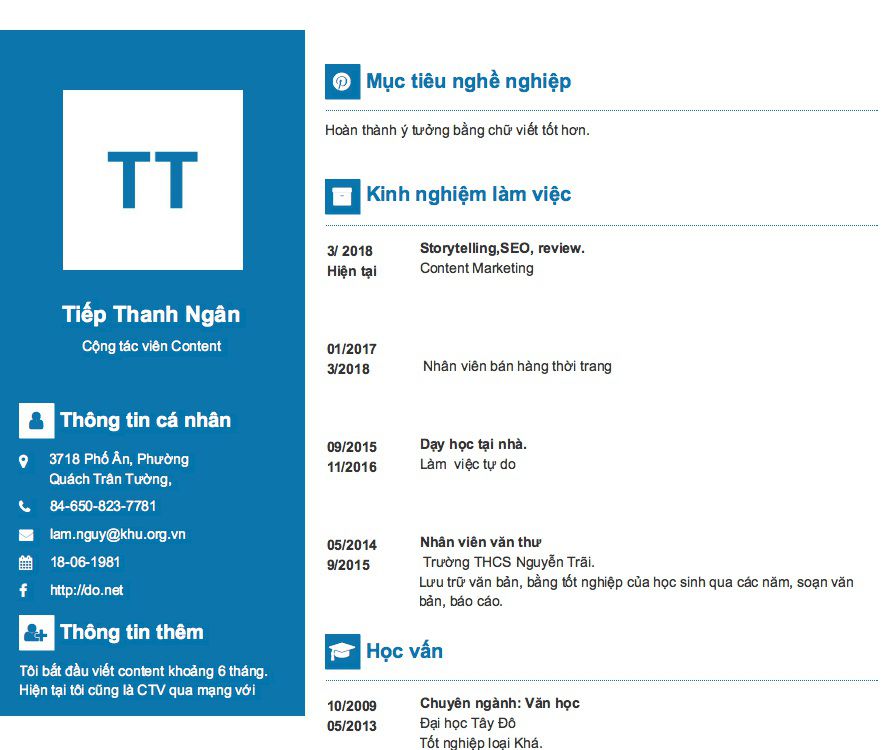 TT
Tiếp Thanh Ngân
Cộng tác viên Content
Thông tin cá nhân
3718 Phố Ân, Phường
Quách Trân Tường,
84-650-823-7781
lam.nguy@khu.org.vn
18-06-1981
http://do.net
Thông tin thêm
Tôi bắt đầu viết content khoảng 6 tháng.
Hiện tại tôi cũng là CTV qua mạng với
Mục tiêu nghề nghiệp
Hoàn thành ý tưởng bằng chữ viết tốt hơn.
Kinh nghiệm làm việc
3/ 2018
Hiện tại
Storytelling,SEO, review.
Content Marketing
01/2017
3/2018
Nhân viên bán hàng thời trang
09/2015
11/2016
Dạy học tại nhà.
Làm việc tự do
05/2014
9/2015
Nhân viên văn thư
Trường THCS Nguyễn Trãi.
Lưu trữ văn bản, bằng tốt nghiệp của học sinh qua các năm, soạn văn
bản, báo cáo.
Học vấn
10/2009
05/2013
Chuyên ngành: Văn học
Đại học Tây Đô
Tốt nghiệp loại Khá.